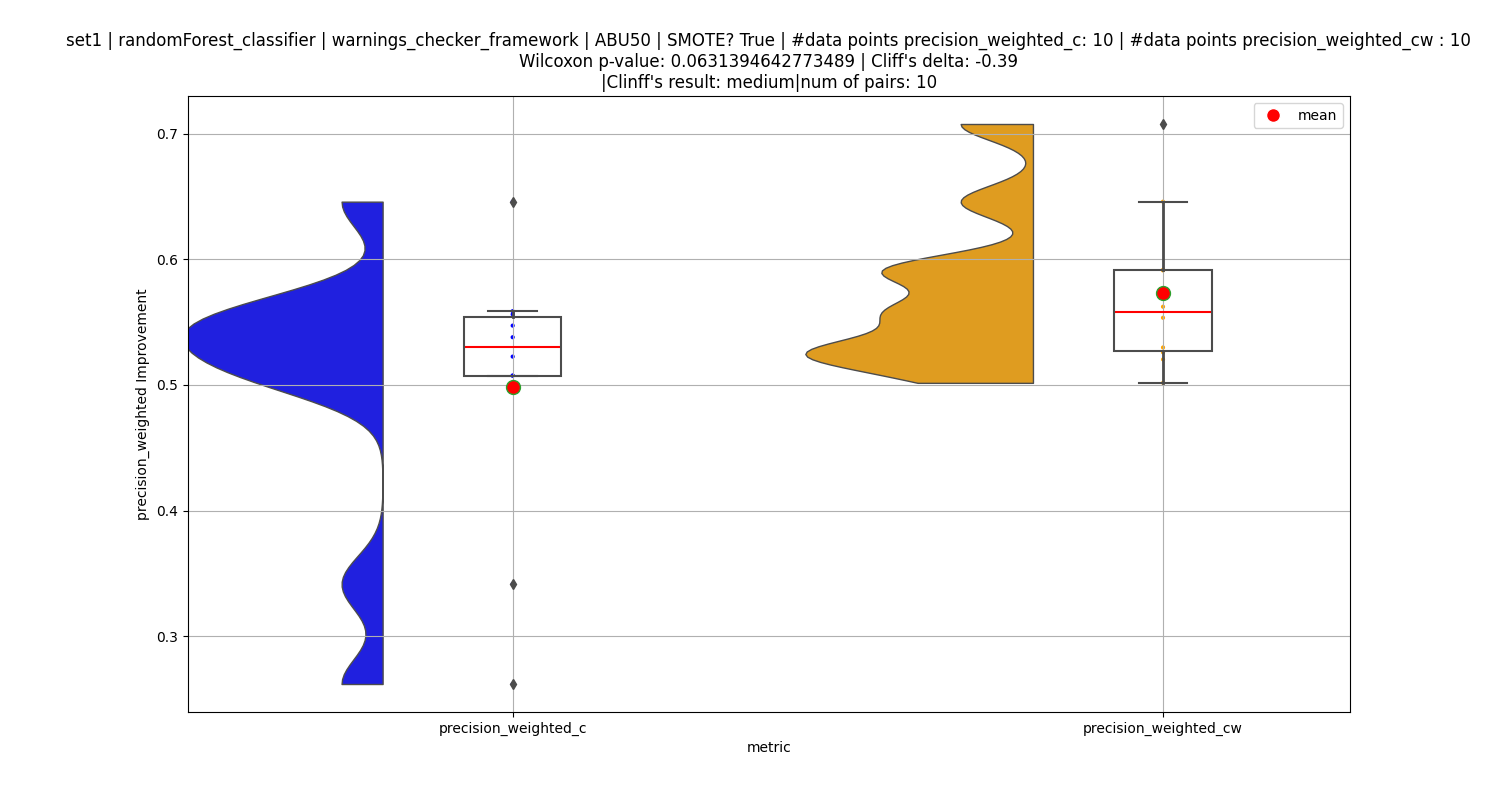 set1 | randomForest_classifier | warnings_checker_framework | ABU50 | SMOTE? True | #data points precision_weighted_c: 10 | #data points precision_weighted_cw : 10
Wilcoxon p-value: 0.0631394642773489 | Cliff's delta: -0.39
|Clinff's result: medium|num of pairs: 10
mean
precision_weighted Improvement
0.7
0.6
0.5
0.4
0.3
precision_weighted_c
precision_weighted_cw
metric